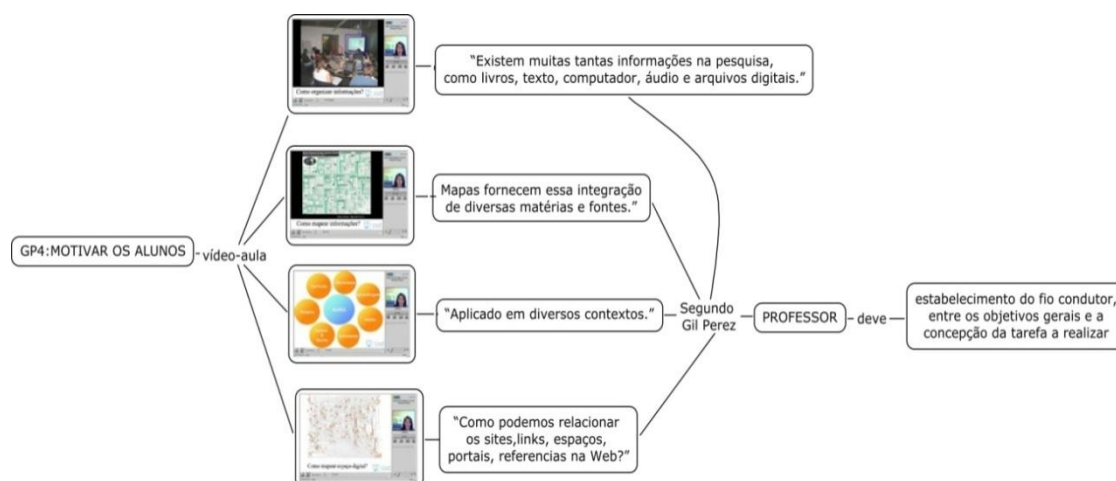 "Existem muitas tantas informações na pesquisa,
como livros, texto, computador, áudio e arquivos digitais."
Como organizar informações?
Mapas fornecem essa integração
de diversas matérias e fontes."
Como mapear informações?
GP4:MOTIVAR OS ALUNOS
vídeo-aula
"Aplicado em diversos contextos."
Segundo
Gil Perez
PROFESSOR
deve
estabelecimento do fio condutor,
entre os objetivos gerais e a
concepção da tarefa a realizar
"Como podemos relacionar
os sites,links, espaços,
portais, referencias na Web?"
Como mapear espaço digital?